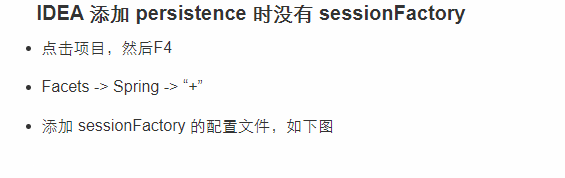 IDEA 添加 persistence 时没有 sessionFactory
点击项目，然后F4
Facets -> Spring -> “+”
添加 sessionFactory 的配置文件，如下图